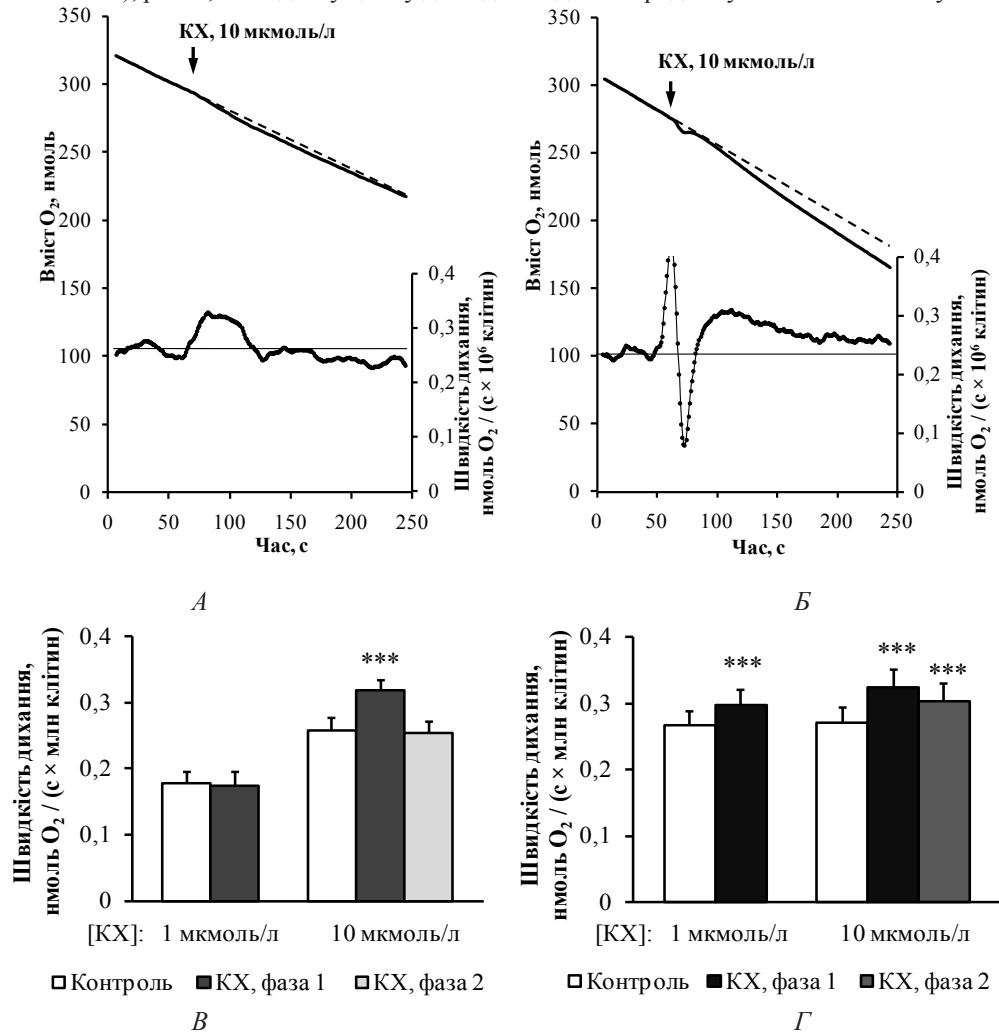 КХ, 10 мкмоль/л
350
300
250
200
150
100
50
0
Вміст O₂, нмоль
0,4
0,3
0,2
0,1
0
Швидкість дихання,
нмоль O₂ / (с × 10⁶ клітин)
0 50 100 150 200 250
Час, с
А
КХ, 10 мкмоль/л
350
300
250
200
150
100
50
0
Вміст O₂, нмоль
0,4
0,3
0,2
0,1
0
Швидкість дихання,
нмоль O₂ / (с × 10⁶ клітин)
0 50 100 150 200 250
Час, с
Б
Швидкість дихання,
нмоль O₂ / (с × млн клітин)
0,4
0,3
0,2
0,1
0
***
[КХ]: 1 мкмоль/л 10 мкмоль/л
Контроль КХ, фаза 1 КХ, фаза 2
В
Швидкість дихання,
нмоль O₂ / (с × млн клітин)
0,4
0,3
0,2
0,1
0
*** *** ***
[КХ]: 1 мкмоль/л 10 мкмоль/л
Контроль КХ, фаза 1 КХ, фаза 2
Г